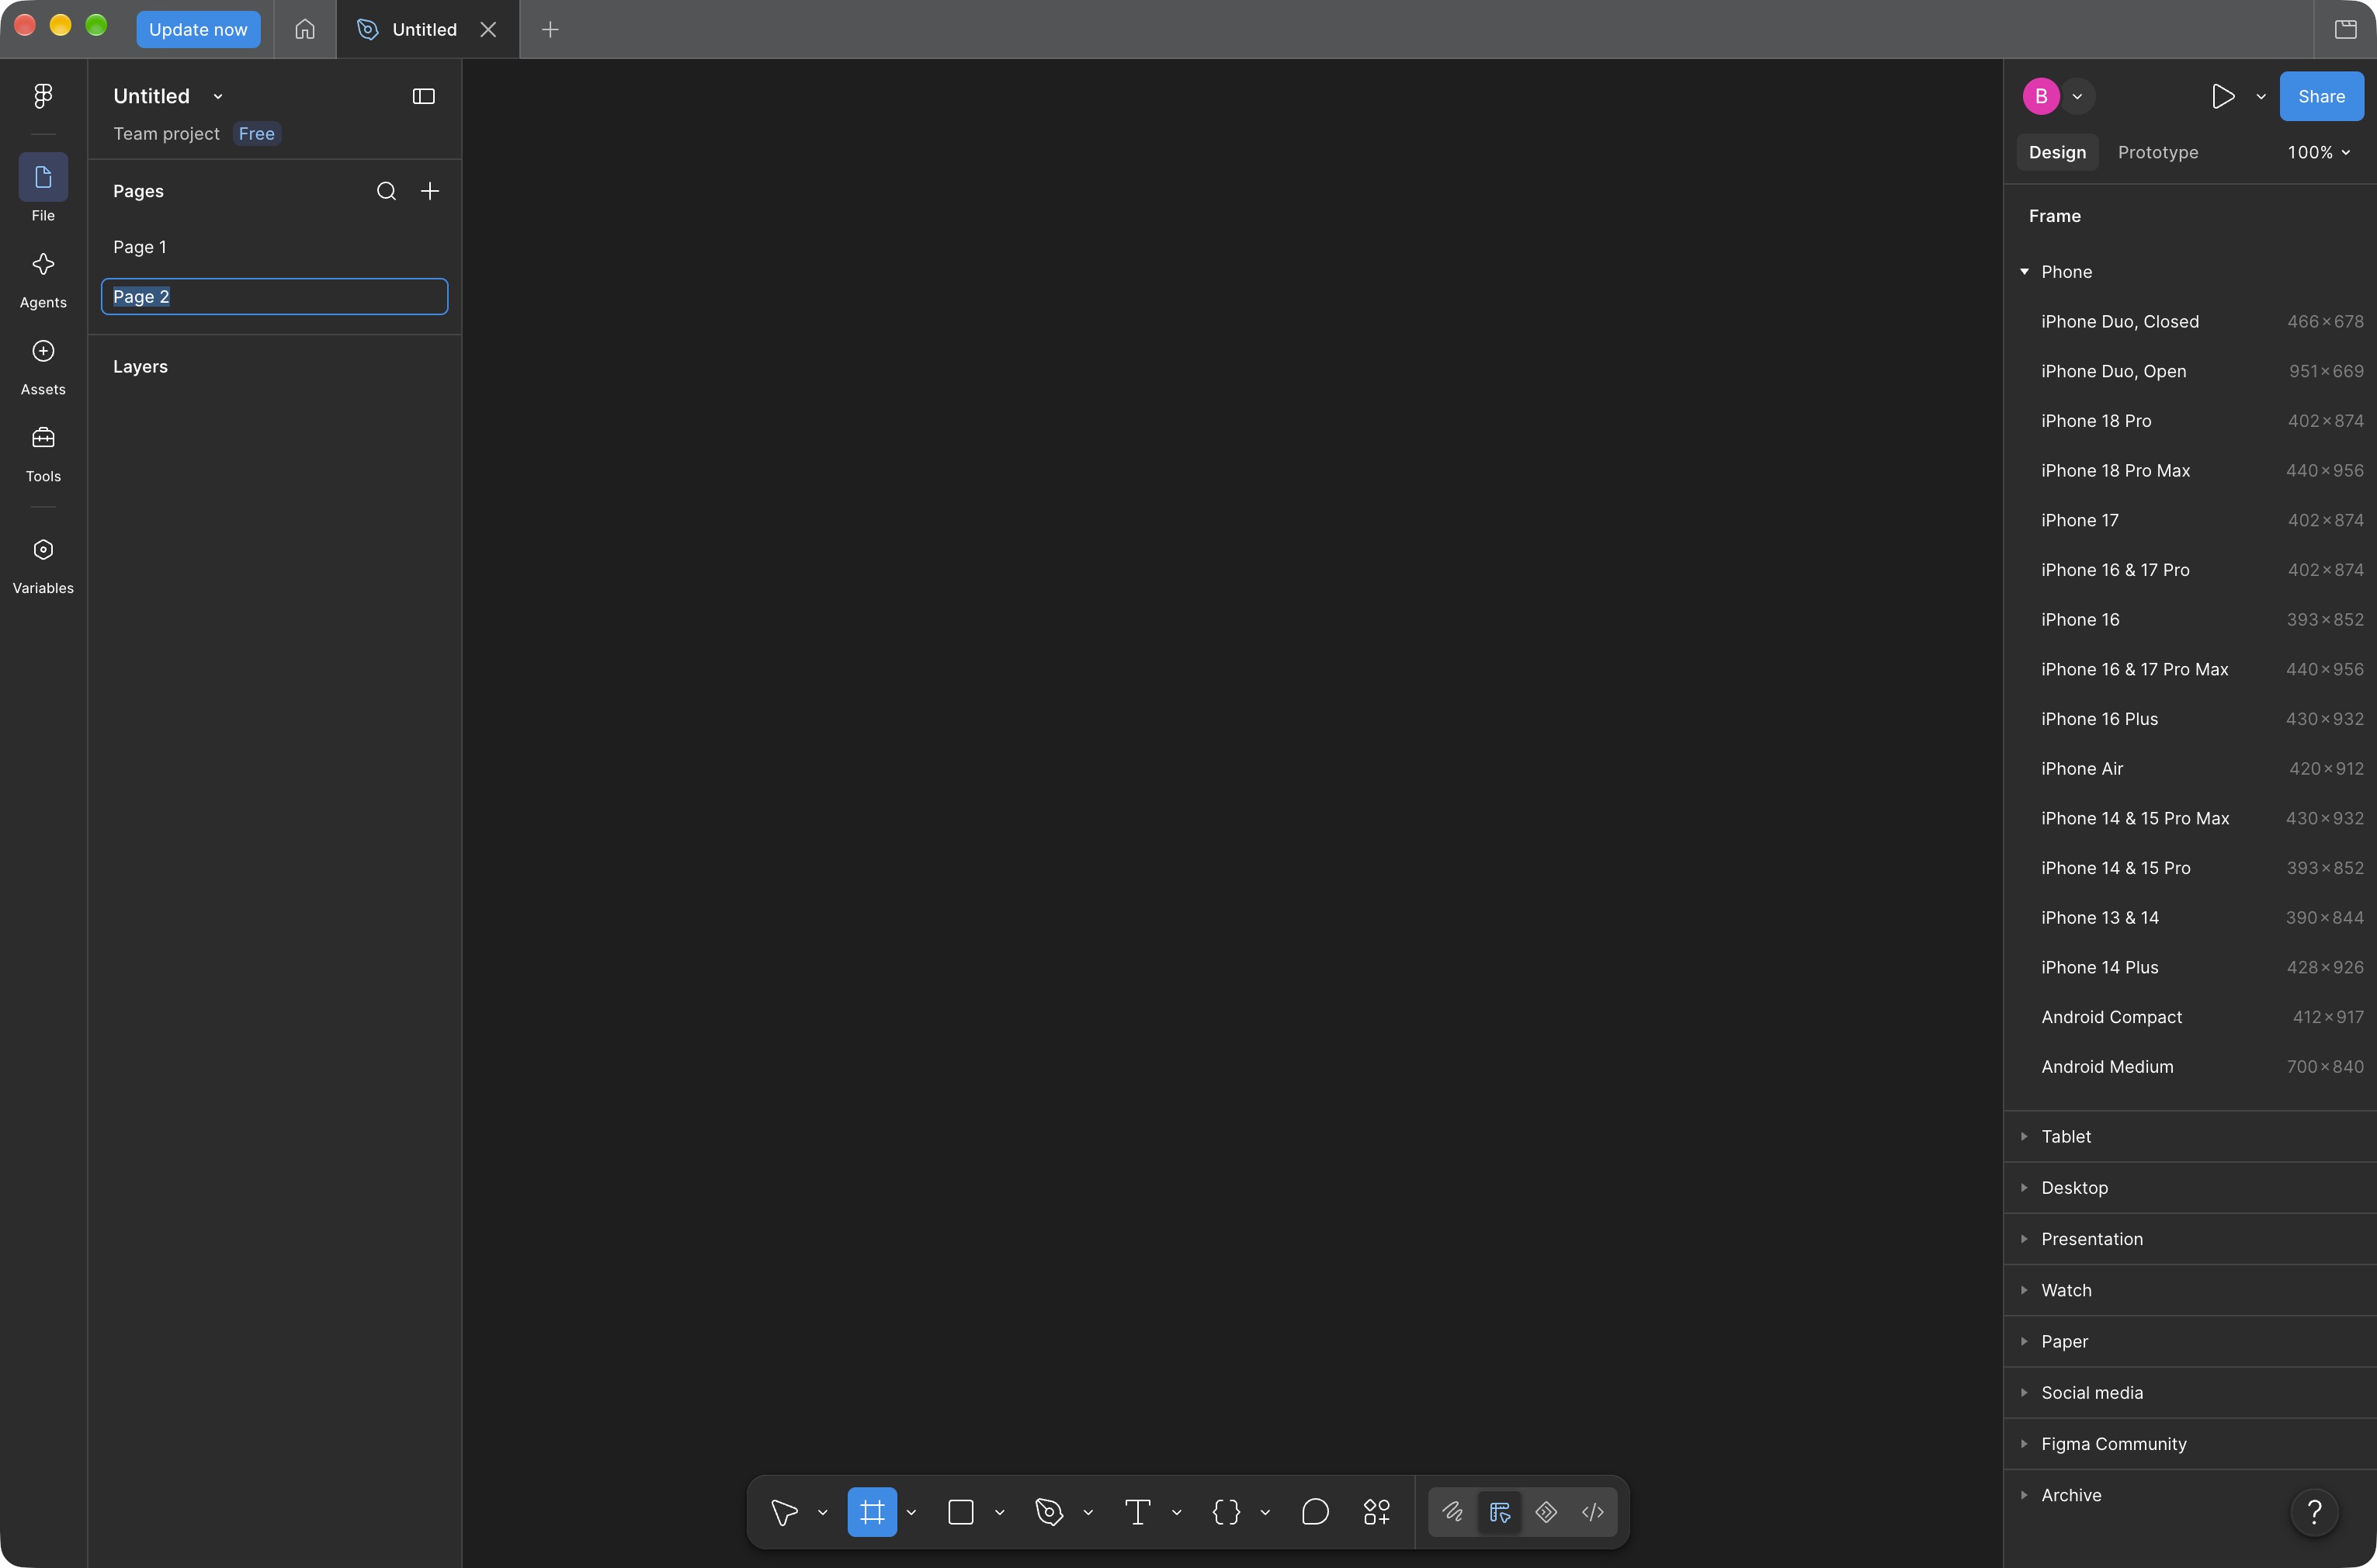 Update now
Untitled
Untitled
Team project Free
File
Agents
Assets
Tools
Variables
Pages
Page 1
Page 2
Layers
B
Share
Design Prototype 100%
Frame
Phone
iPhone Duo, Closed 466×678
iPhone Duo, Open 951×669
iPhone 18 Pro 402×874
iPhone 18 Pro Max 440×956
iPhone 17 402×874
iPhone 16 & 17 Pro 402×874
iPhone 16 393×852
iPhone 16 & 17 Pro Max 440×956
iPhone 16 Plus 430×932
iPhone Air 420×912
iPhone 14 & 15 Pro Max 430×932
iPhone 14 & 15 Pro 393×852
iPhone 13 & 14 390×844
iPhone 14 Plus 428×926
Android Compact 412×917
Android Medium 700×840
Tablet
Desktop
Presentation
Watch
Paper
Social media
Figma Community
Archive
?